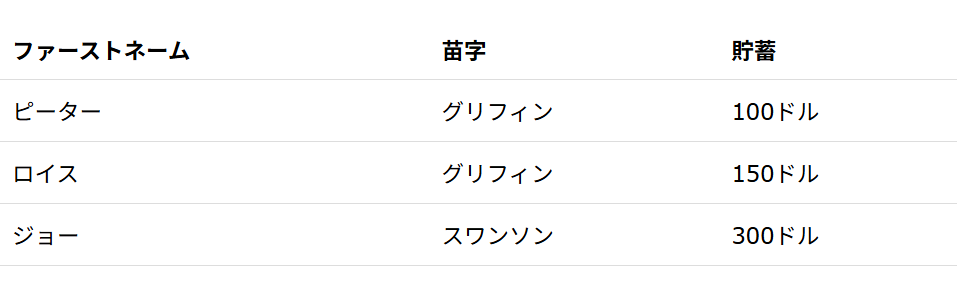 ファーストネーム 苗字 貯蓄
ピーター グリフィン 100ドル
ロイス グリフィン 150ドル
ジョー スワンソン 300ドル